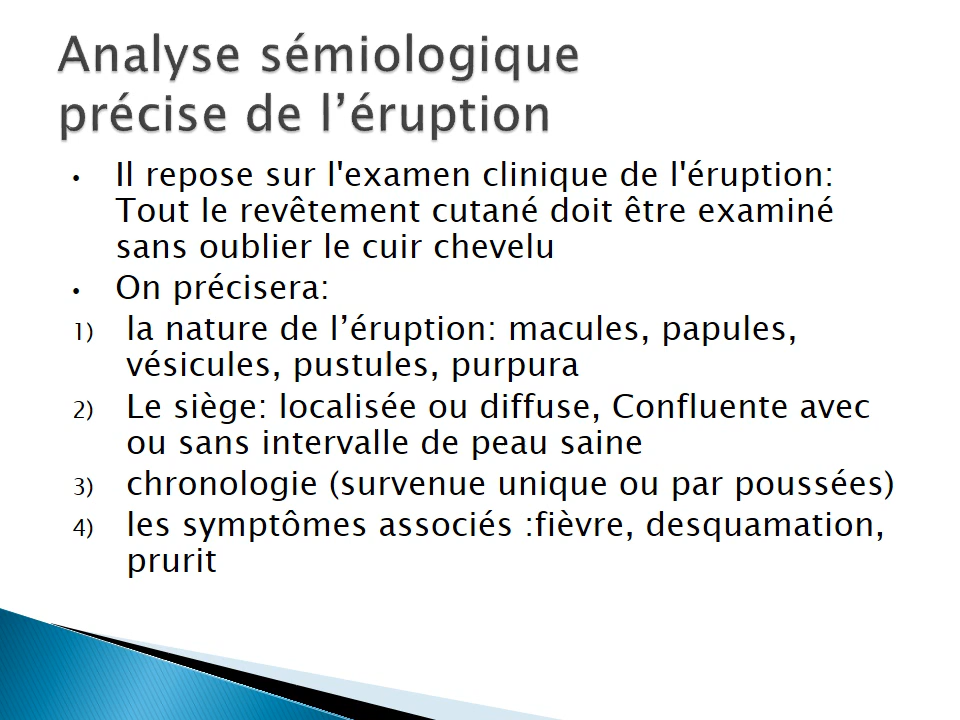 Analyse sémiologique
précise de l’éruption
• Il repose sur l'examen clinique de l'éruption:
Tout le revêtement cutané doit être examiné
sans oublier le cuir chevelu
• On précisera:
1) la nature de l’éruption: macules, papules,
vésicules, pustules, purpura
2) Le siège: localisée ou diffuse, Confluente avec
ou sans intervalle de peau saine
3) chronologie (survenue unique ou par poussées)
4) les symptômes associés :fièvre, desquamation,
prurit